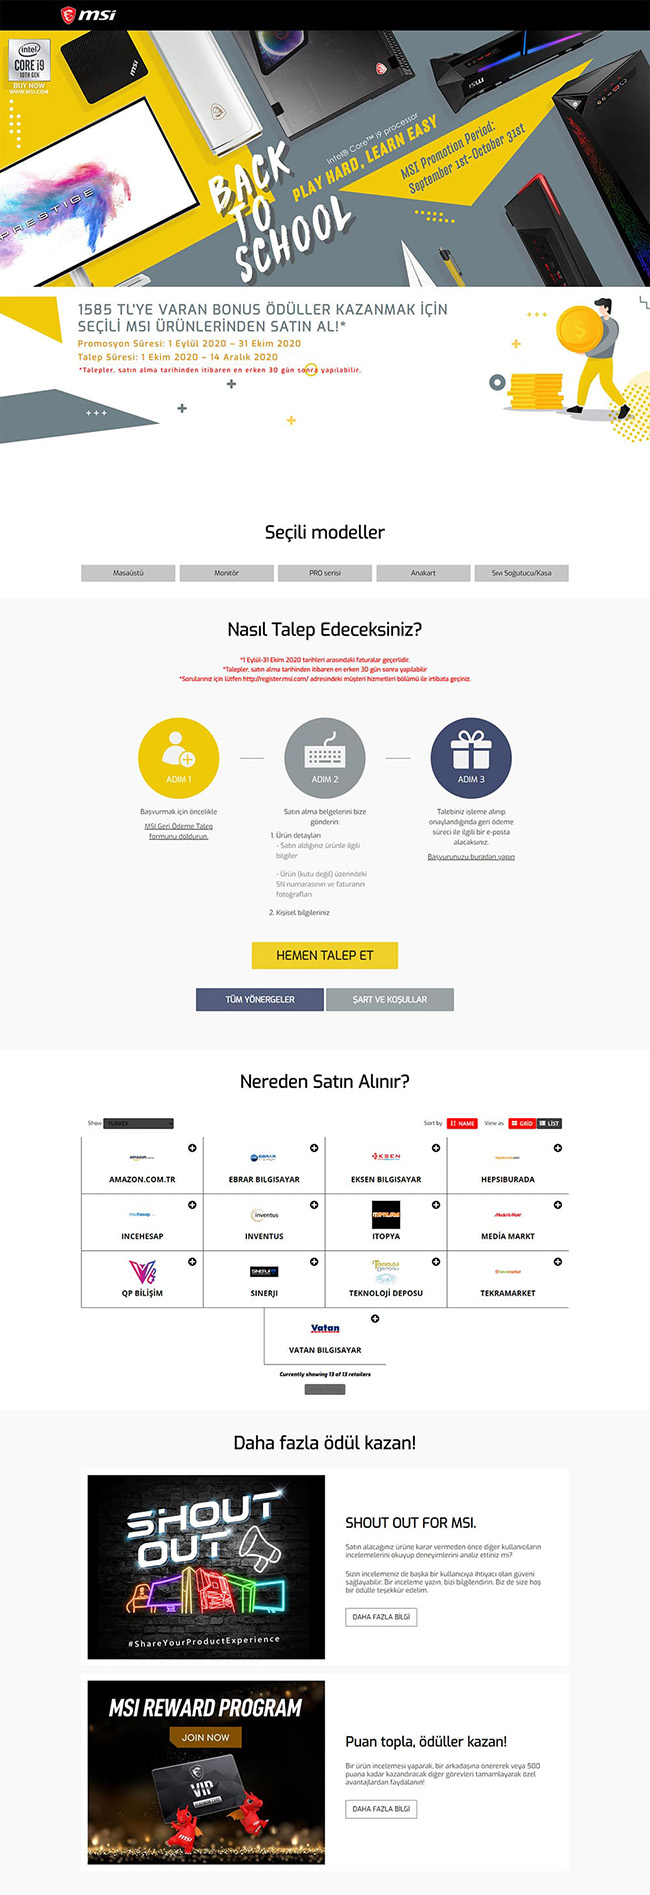 msi
intel
CORE i9
10TH GEN
BUY NOW
WWW.MSI.COM
msi
PRESTIGE
BACK
TO
SCHOOL
Intel® Core™ i9 processor
PLAY HARD, LEARN EASY
MSI Promotion Period:
September 1st-October 31st
1585 TL'YE VARAN BONUS ÖDÜLLER KAZANMAK İÇİN
SEÇİLİ MSI ÜRÜNLERİNDEN SATIN AL!*
Promosyon Süresi: 1 Eylül 2020 – 31 Ekim 2020
Talep Süresi: 1 Ekim 2020 – 14 Aralık 2020
*Talepler, satın alma tarihinden itibaren en erken 30 gün sonra yapılabilir.
Seçili modeller
Masaüstü
Monitör
PRO serisi
Anakart
Sıvı Soğutucu/Kasa
Nasıl Talep Edeceksiniz?
*1 Eylül-31 Ekim 2020 tarihleri arasındaki faturalar geçerlidir.
*Talepler, satın alma tarihinden itibaren en erken 30 gün sonra yapılabilir
*Sorularınız için lütfen http://register.msi.com/ adresindeki müşteri hizmetleri bölümü ile irtibata geçiniz.
ADIM 1
ADIM 2
ADIM 3
Başvurmak için öncelikle
MSI Geri Ödeme Talep
formunu doldurun.
Satın alma belgelerini bize
gönderin:
1. Ürün detayları
- Satın aldığınız ürünle ilgili
bilgiler
- Ürün (kutu değil) üzerindeki
SN numarasının ve faturanın
fotoğrafları
2. Kişisel bilgileriniz
Talebiniz işleme alınıp
onaylandığında geri ödeme
süreci ile ilgili bir e-posta
alacaksınız.
Başvurunuzu buradan yapın
HEMEN TALEP ET
TÜM YÖNERGELER
ŞART VE KOŞULLAR
Nereden Satın Alınır?
Show
TURKEY
Sort by
NAME
View as
GRID
LIST
AMAZON.COM.TR
EBRAR BILGISAYAR
EKSEN BILGISAYAR
HEPSIBURADA
INCEHESAP
inventus
INVENTUS
ITOPYA
MediaMarkt
MEDIA MARKT
QP BİLİŞİM
SINERJI
TEKNOLOJİ DEPOSU
TEKRAMARKET
Vatan
VATAN BILGISAYAR
Currently showing 13 of 13 retailers
Daha fazla ödül kazan!
SHOUT
OUT
#ShareYourProductExperience
SHOUT OUT FOR MSI.
Satın alacağınız ürüne karar vermeden önce diğer kullanıcıların
incelemelerini okuyup deneyimlerini analiz ettiniz mi?
Sizin incelemeniz de başka bir kullanıcıya ihtiyacı olan güveni
sağlayabilir. Bir inceleme yazın, bizi bilgilendirin, Biz de size hoş
bir ödülle teşekkür edelim.
DAHA FAZLA BİLGİ
MSI REWARD PROGRAM
JOIN NOW
VIP
msi
Puan topla, ödüller kazan!
Bir ürün incelemesi yaparak, bir arkadaşına önererek veya 500
puana kadar kazandıracak diğer görevleri tamamlayarak özel
avantajlardan faydalanın!
DAHA FAZLA BİLGİ